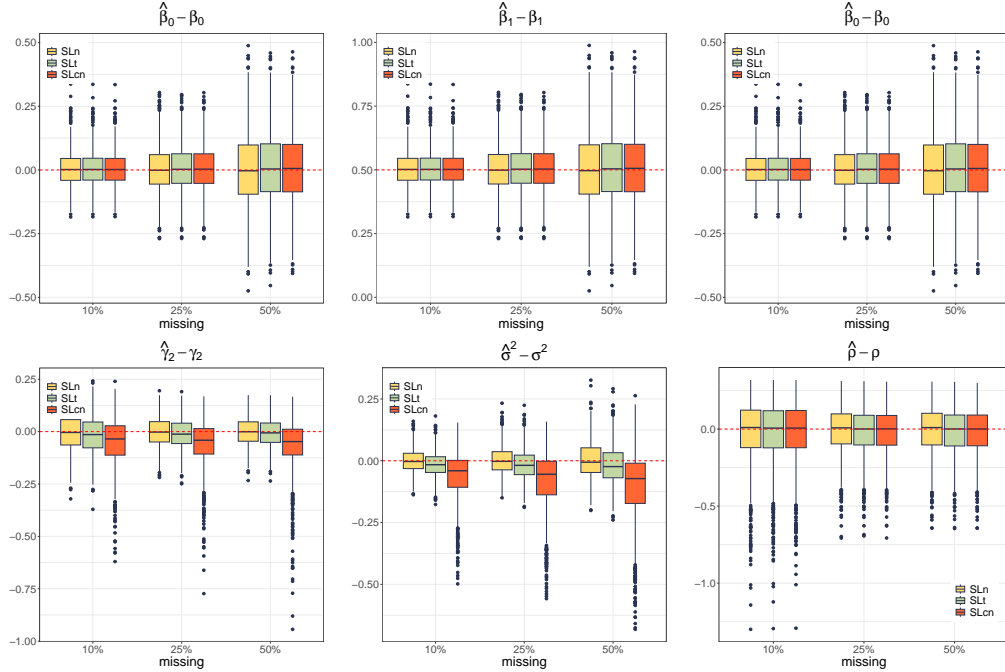 β̂₀ − β₀
0.50
0.25
0.00
−0.25
−0.50
SLn
SLt
SLcn
10%
25%
50%
missing
β̂₁ − β₁
1.00
0.75
0.50
0.25
0.00
SLn
SLt
SLcn
10%
25%
50%
missing
β̂₀ − β₀
0.50
0.25
0.00
−0.25
−0.50
SLn
SLt
SLcn
10%
25%
50%
missing
γ̂₂ − γ₂
0.25
0.00
−0.25
−0.50
−0.75
−1.00
SLn
SLt
SLcn
10%
25%
50%
missing
σ̂² − σ²
0.25
0.00
−0.25
−0.50
SLn
SLt
SLcn
10%
25%
50%
missing
ρ̂ − ρ
0.0
−0.5
−1.0
SLn
SLt
SLcn
10%
25%
50%
missing